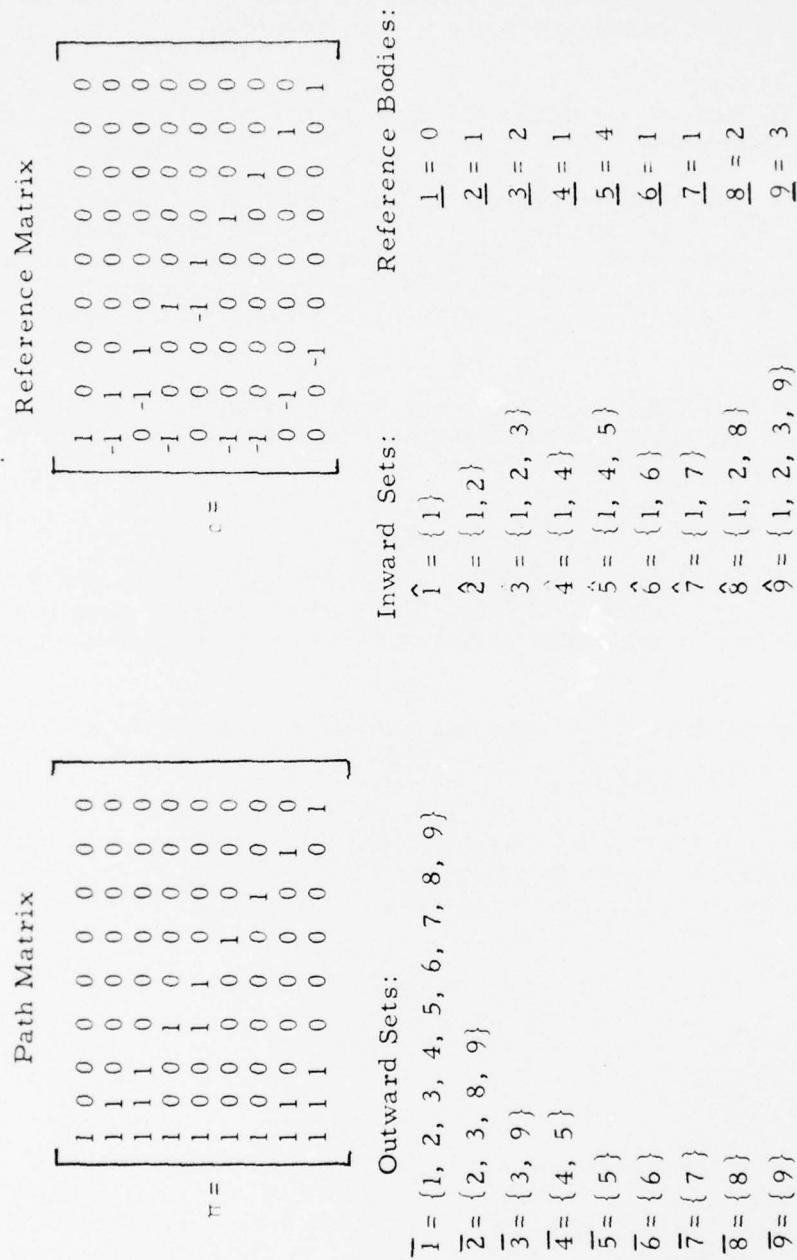 Path Matrix
π =
1 0 0 0 0 0 0 0 0
1 1 0 0 0 0 0 0 0
1 1 1 0 0 0 0 0 0
1 0 0 1 0 0 0 0 0
1 0 0 1 1 0 0 0 0
1 0 0 0 0 1 0 0 0
1 0 0 0 0 0 1 0 0
1 1 0 0 0 0 0 1 0
1 1 1 0 0 0 0 0 1
Reference Matrix
=
1 0 0 0 0 0 0 0 0
-1 1 0 0 0 0 0 0 0
0 -1 1 0 0 0 0 0 0
-1 0 0 1 0 0 0 0 0
0 0 0 -1 1 0 0 0 0
-1 0 0 0 0 1 0 0 0
-1 0 0 0 0 0 1 0 0
0 -1 0 0 0 0 0 1 0
0 0 -1 0 0 0 0 0 1
Outward Sets:
1̅ = {1, 2, 3, 4, 5, 6, 7, 8, 9}
2̅ = {2, 3, 8, 9}
3̅ = {3, 9}
4̅ = {4, 5}
5̅ = {5}
6̅ = {6}
7̅ = {7}
8̅ = {8}
9̅ = {9}
Inward Sets:
1̂ = {1}
2̂ = {1,2}
3̂ = {1, 2, 3}
4̂ = {1, 4}
5̂ = {1, 4, 5}
6̂ = {1, 6}
7̂ = {1, 7}
8̂ = {1, 2, 8}
9̂ = {1, 2, 3, 9}
Reference Bodies:
1̲ = 0
2̲ = 1
3̲ = 2
4̲ = 1
5̲ = 4
6̲ = 1
7̲ = 1
8̲ = 2
9̲ = 3